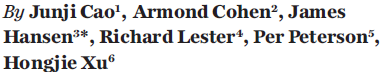 By Junji Cao¹, Armond Cohen², James
Hansen³*, Richard Lester⁴, Per Peterson⁵,
Hongjie Xu⁶